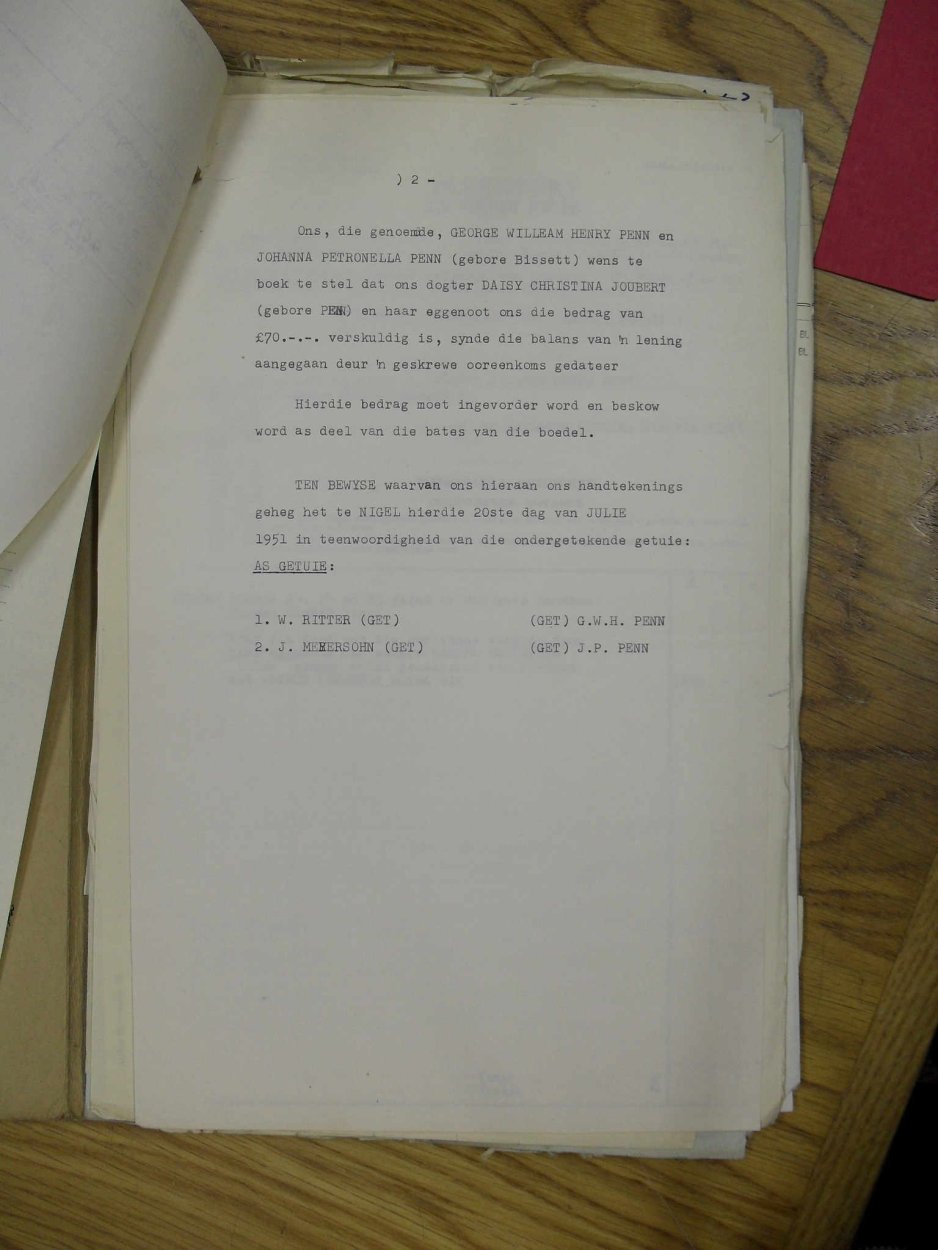 ) 2 -
Ons, die genoemde, GEORGE WILLEAM HENRY PENN en
JOHANNA PETRONELLA PENN (gebore Bissett) wens te
boek te stel dat ons dogter DAISY CHRISTINA JOUBERT
(gebore PENN) en haar eggenoot ons die bedrag van
£70.-.-. verskuldig is, synde die balans van 'n lening
aangegaan deur 'n geskrewe ooreenkoms gedateer
Hierdie bedrag moet ingevorder word en beskow
word as deel van die bates van die boedel.
TEN BEWYSE waarvan ons hieraan ons handtekenings
geheg het te NIGEL hierdie 20ste dag van JULIE
1951 in teenwoordigheid van die ondergetekende getuie:
AS GETUIE:
1. W. RITTER (GET) (GET) G.W.H. PENN
2. J. MEYERSOHN (GET) (GET) J.P. PENN